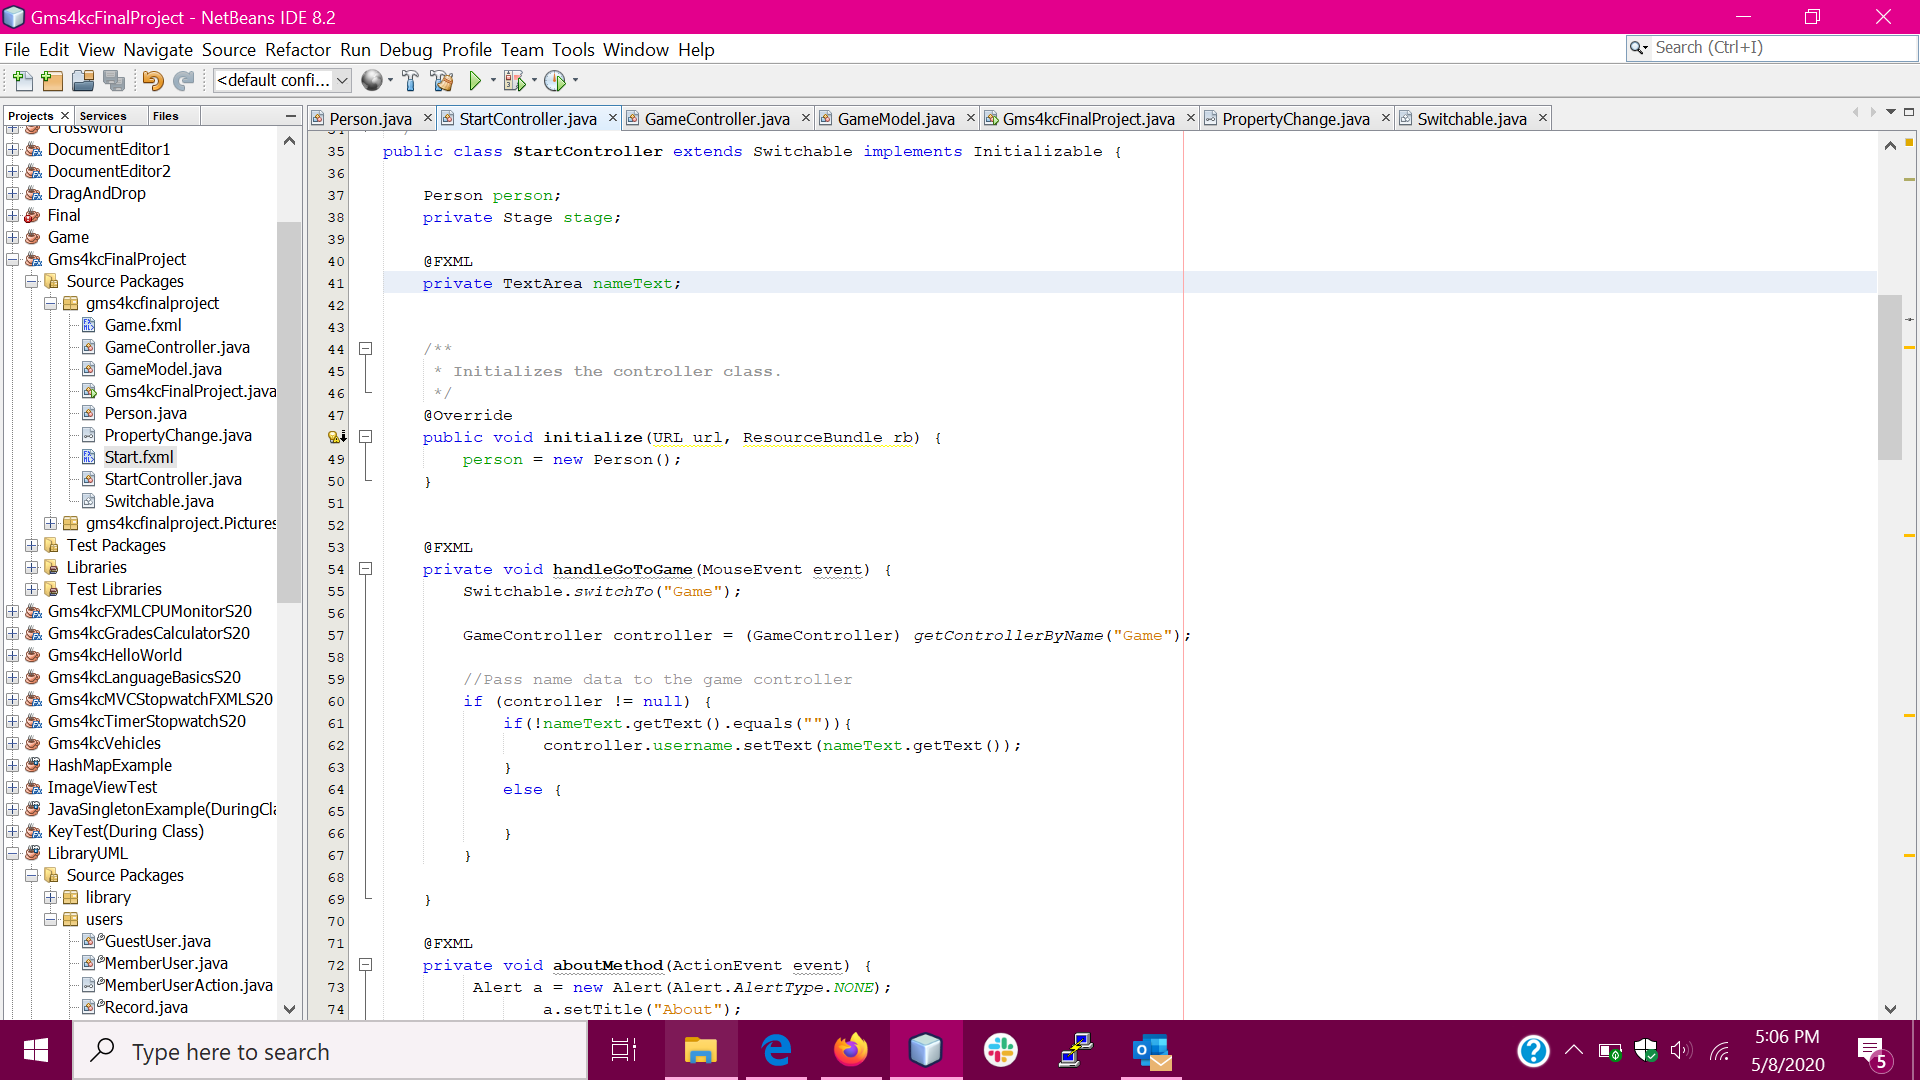 Gms4kcFinalProject - NetBeans IDE 8.2
File Edit View Navigate Source Refactor Run Debug Profile Team Tools Window Help
Search (Ctrl+I)
<default confi...
Projects Services Files
Crossword
DocumentEditor1
DocumentEditor2
DragAndDrop
Final
Game
Gms4kcFinalProject
Source Packages
gms4kcfinalproject
Game.fxml
GameController.java
GameModel.java
Gms4kcFinalProject.java
Person.java
PropertyChange.java
Start.fxml
StartController.java
Switchable.java
gms4kcfinalproject.Pictures
Test Packages
Libraries
Test Libraries
Gms4kcFXMLCPUMonitorS20
Gms4kcGradesCalculatorS20
Gms4kcHelloWorld
Gms4kcLanguageBasicsS20
Gms4kcMVCStopwatchFXMLS20
Gms4kcTimerStopwatchS20
Gms4kcVehicles
HashMapExample
ImageViewTest
JavaSingletonExample(DuringCla
KeyTest(During Class)
LibraryUML
Source Packages
library
users
GuestUser.java
MemberUser.java
MemberUserAction.java
Record.java
Person.java StartController.java GameController.java GameModel.java Gms4kcFinalProject.java PropertyChange.java Switchable.java
34
35 public class StartController extends Switchable implements Initializable {
36
37 Person person;
38 private Stage stage;
39
40 @FXML
41 private TextArea nameText;
42
43
44 /**
45 * Initializes the controller class.
46 */
47 @Override
public void initialize(URL url, ResourceBundle rb) {
49 person = new Person();
50 }
51
52
53 @FXML
54 private void handleGoToGame(MouseEvent event) {
55 Switchable.switchTo("Game");
56
57 GameController controller = (GameController) getControllerByName("Game");
58
59 //Pass name data to the game controller
60 if (controller != null) {
61 if(!nameText.getText().equals("")){
62 controller.username.setText(nameText.getText());
63 }
64 else {
65
66 }
67 }
68
69 }
70
71 @FXML
72 private void aboutMethod(ActionEvent event) {
73 Alert a = new Alert(Alert.AlertType.NONE);
74 a.setTitle("About");
Type here to search
5:06 PM
5/8/2020
5